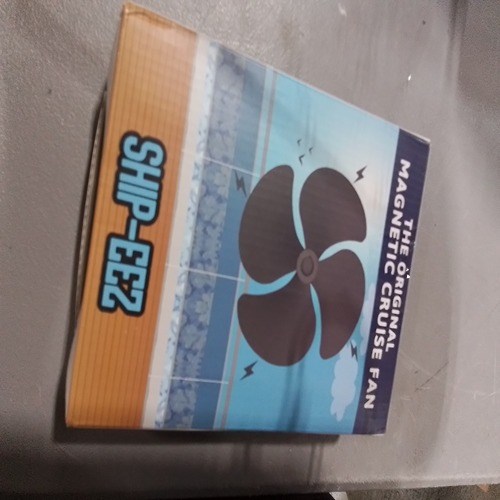 THE ORIGINAL
MAGNETIC CRUISE FAN
SHIP-EEZ